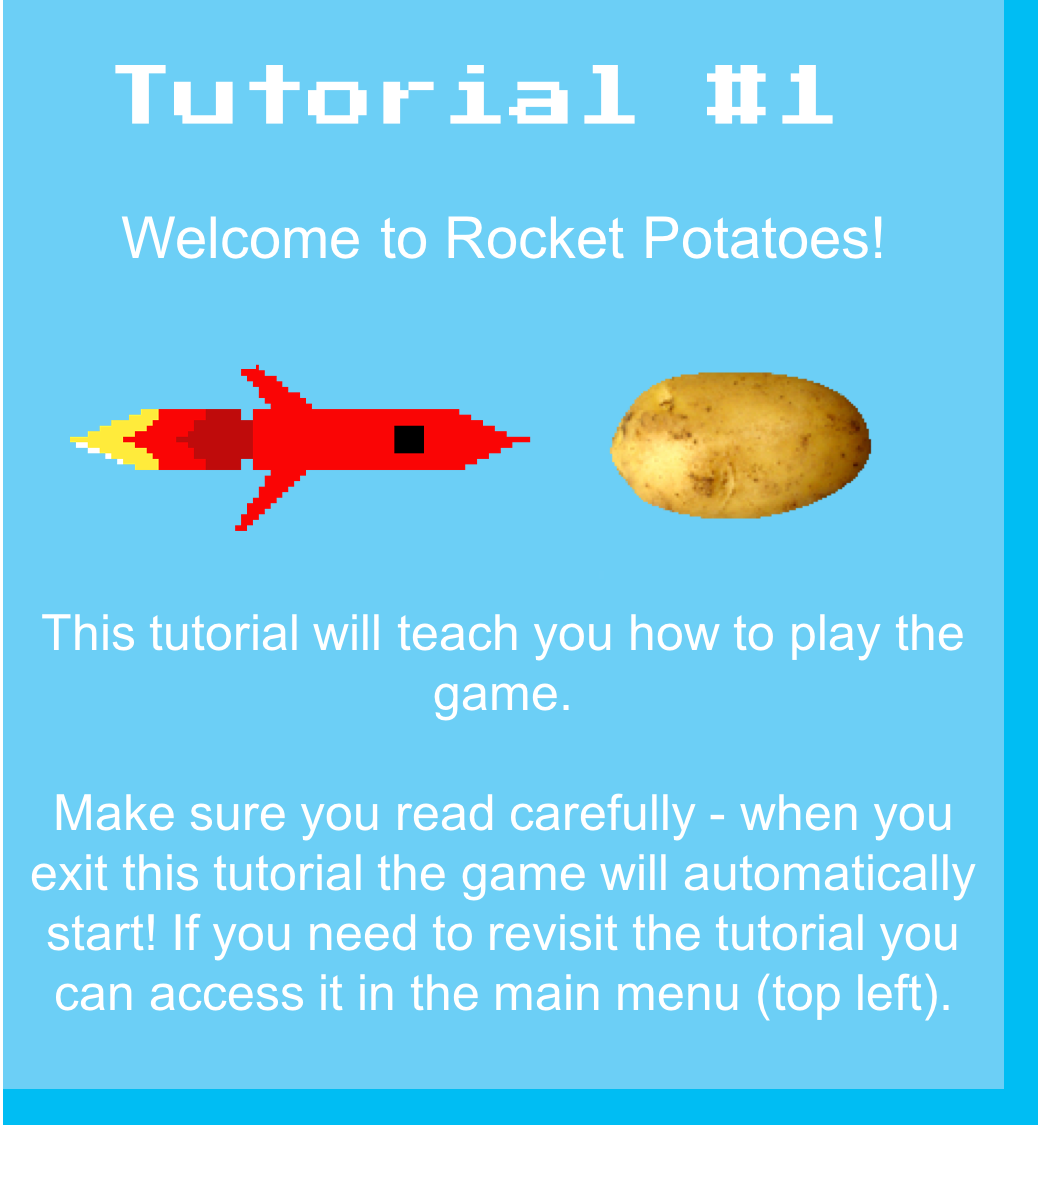 Tutorial #1
Welcome to Rocket Potatoes!
This tutorial will teach you how to play the
game.
Make sure you read carefully - when you
exit this tutorial the game will automatically
start! If you need to revisit the tutorial you
can access it in the main menu (top left).